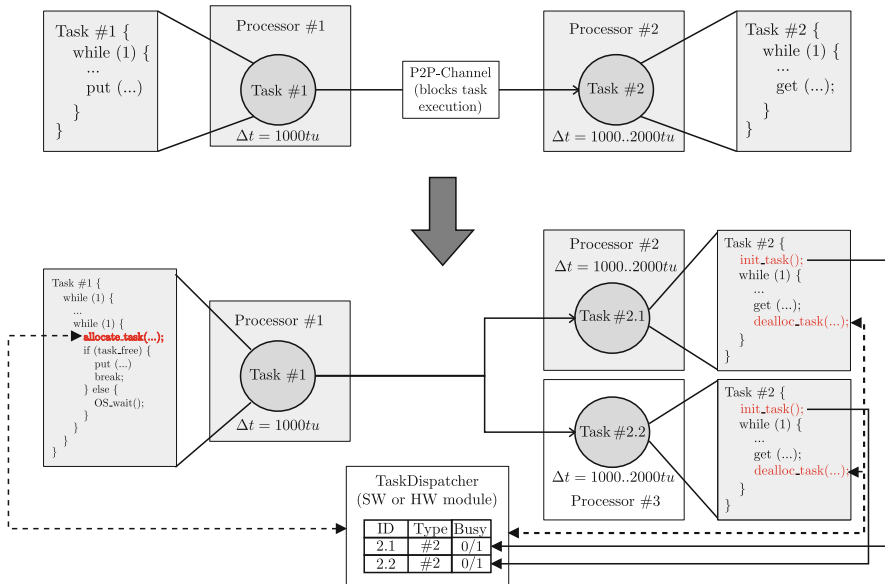 Task #1 {
while (1) {
...
put (...)
}
}
Processor #1
Task #1
Δt = 1000tu
P2P-Channel
(blocks task
execution)
Processor #2
Task #2
Δt = 1000..2000tu
Task #2 {
while (1) {
...
get (...);
}
}
Task #1 {
while (1) {
...
while (1) {
allocate_task(...);
if (task_free) {
put (...)
break;
} else {
OS_wait();
}
}
}
}
Processor #1
Task #1
Δt = 1000tu
Processor #2
Δt = 1000..2000tu
Task #2.1
Task #2 {
init_task();
while (1) {
...
get (...);
dealloc_task(...);
}
}
Task #2.2
Δt = 1000..2000tu
Processor #3
Task #2 {
init_task();
while (1) {
...
get (...);
dealloc_task(...);
}
}
TaskDispatcher
(SW or HW module)
ID Type Busy
2.1 #2 0/1
2.2 #2 0/1